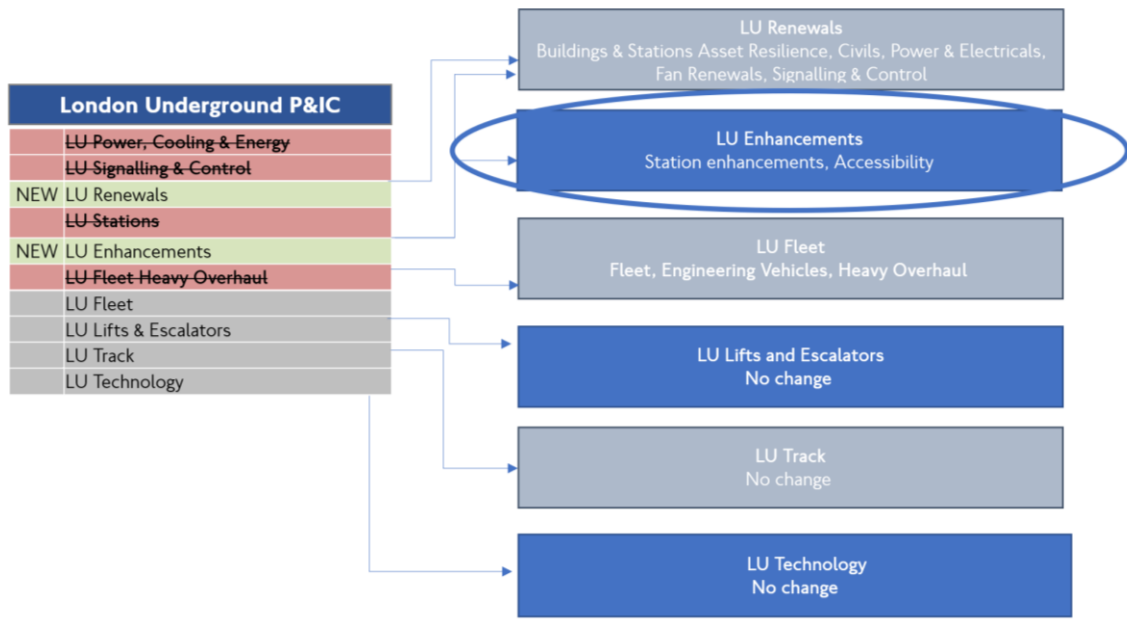 London Underground P&IC
LU Power, Cooling & Energy
LU Signalling & Control
NEW LU Renewals
LU Stations
NEW LU Enhancements
LU Fleet Heavy Overhaul
LU Fleet
LU Lifts & Escalators
LU Track
LU Technology
LU Renewals
Buildings & Stations Asset Resilience, Civils, Power & Electricals,
Fan Renewals, Signalling & Control
LU Enhancements
Station enhancements, Accessibility
LU Fleet
Fleet, Engineering Vehicles, Heavy Overhaul
LU Lifts and Escalators
No change
LU Track
No change
LU Technology
No change